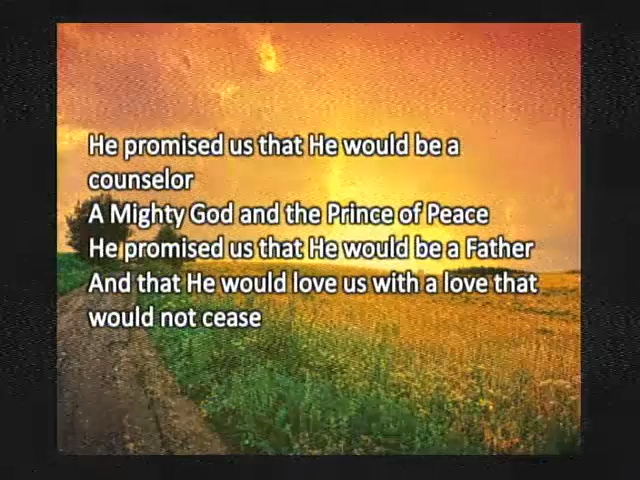 He promised us that He would be a
counselor
A Mighty God and the Prince of Peace
He promised us that He would be a Father
And that He would love us with a love that
would not cease